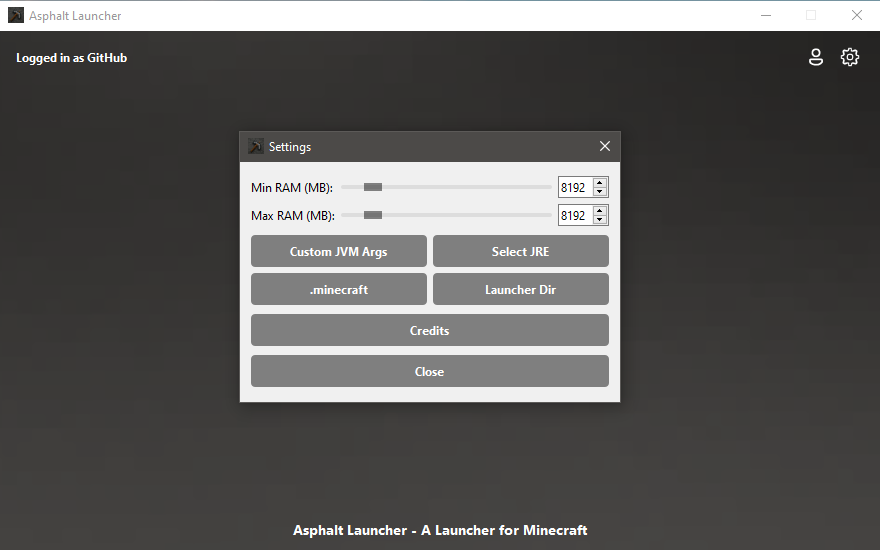 Asphalt Launcher
Logged in as GitHub
Settings
Min RAM (MB): 8192
Max RAM (MB): 8192
Custom JVM Args Select JRE
.minecraft Launcher Dir
Credits
Close
Asphalt Launcher - A Launcher for Minecraft